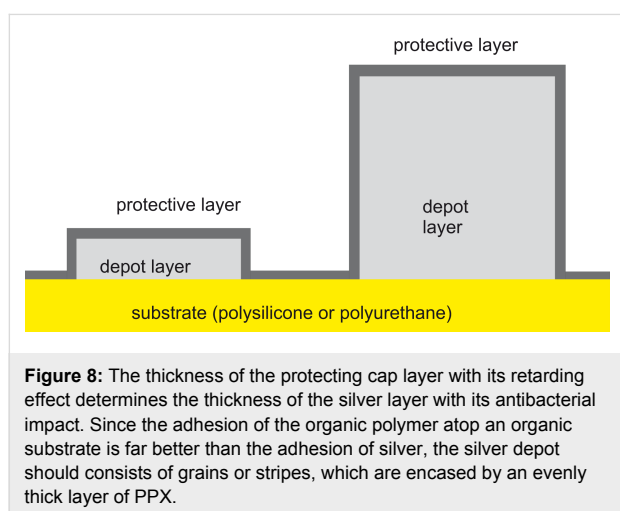 protective layer
protective layer
depot
layer
depot layer
substrate (polysilicone or polyurethane)
Figure 8: The thickness of the protecting cap layer with its retarding
effect determines the thickness of the silver layer with its antibacterial
impact. Since the adhesion of the organic polymer atop an organic
substrate is far better than the adhesion of silver, the silver depot
should consists of grains or stripes, which are encased by an evenly
thick layer of PPX.